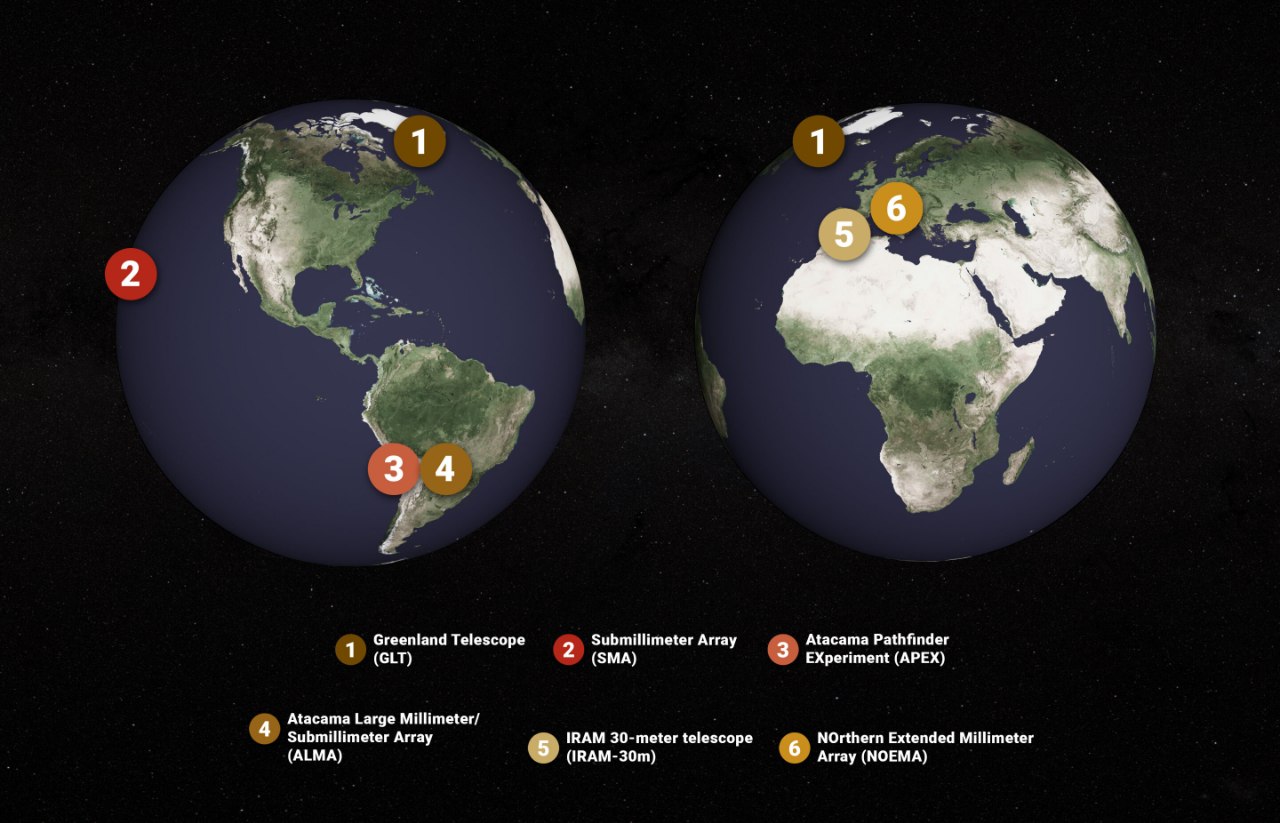 1
1
6
5
2
3
4
1 Greenland Telescope
(GLT)
2 Submillimeter Array
(SMA)
3 Atacama Pathfinder
EXperiment (APEX)
4 Atacama Large Millimeter/
Submillimeter Array
(ALMA)
5 IRAM 30-meter telescope
(IRAM-30m)
6 NOrthern Extended Millimeter
Array (NOEMA)